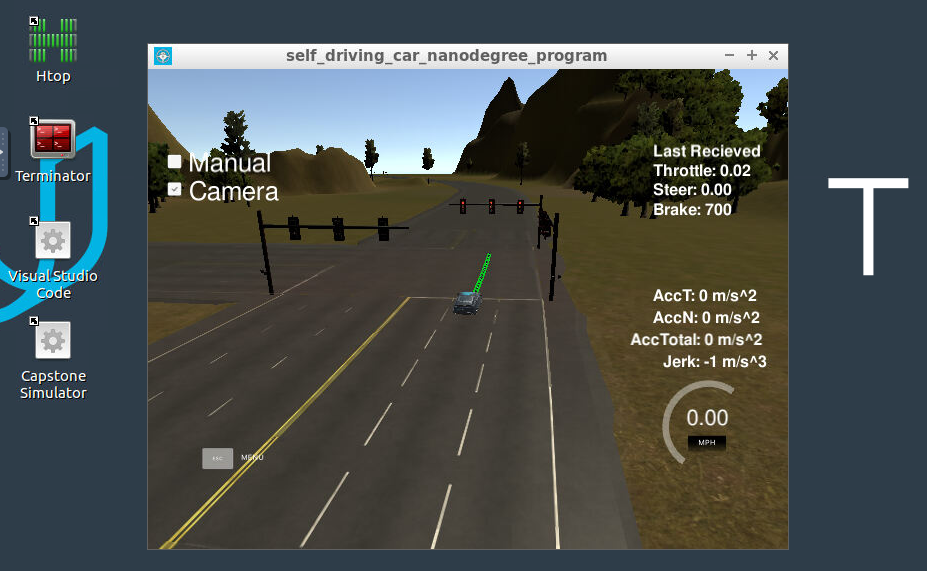 Htop
Terminator
Visual Studio
Code
Capstone
Simulator
self_driving_car_nanodegree_program
Manual
Camera
Last Recieved
Throttle: 0.02
Steer: 0.00
Brake: 700
AccT: 0 m/s^2
AccN: 0 m/s^2
AccTotal: 0 m/s^2
Jerk: -1 m/s^3
0.00
MPH
ESC MENU
T